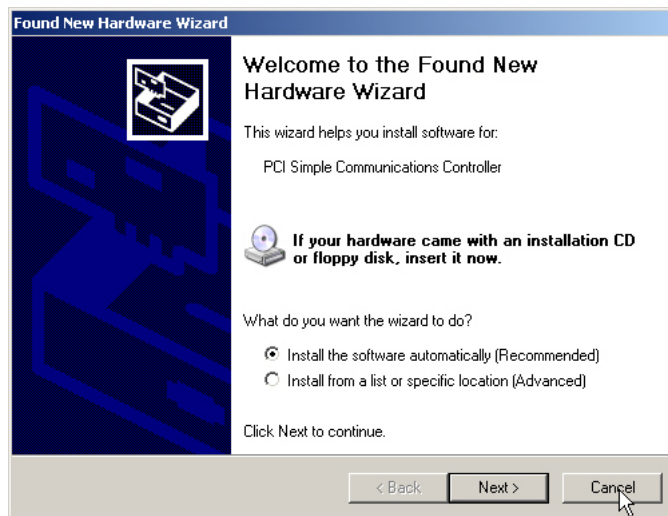 Found New Hardware Wizard
Welcome to the Found New
Hardware Wizard
This wizard helps you install software for:
PCI Simple Communications Controller
If your hardware came with an installation CD
or floppy disk, insert it now.
What do you want the wizard to do?
Install the software automatically (Recommended)
Install from a list or specific location (Advanced)
Click Next to continue.
< Back Next > Cancel